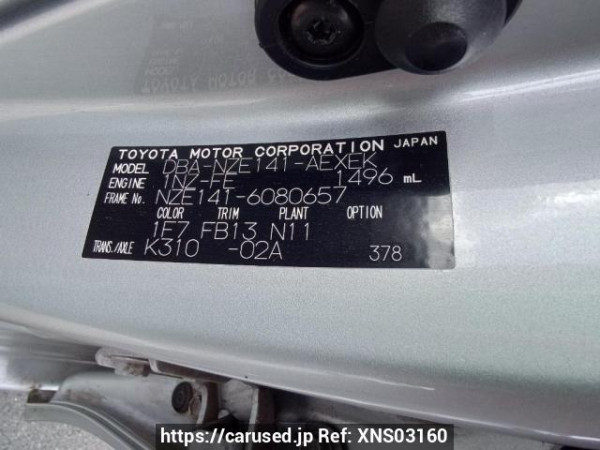 TOYOTA MOTOR CORPORATION JAPAN
MODEL DBA-NZE141-AEXEK
ENGINE 1NZ-FE 1496 mL
FRAME No. NZE141-6080657
COLOR TRIM PLANT OPTION
1F7 FB13 N11
TRANS./AXLE K310 -02A 378
https://carused.jp Ref: XNS03160